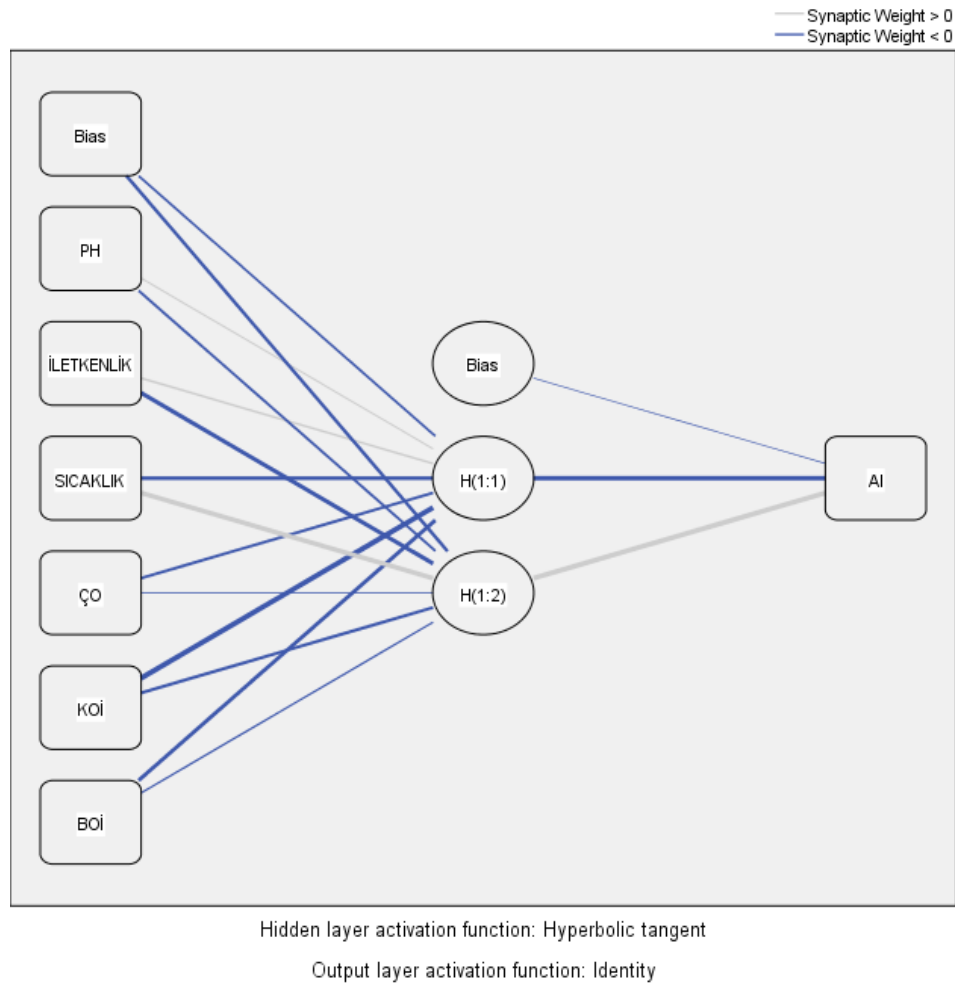 Synaptic Weight > 0
Synaptic Weight < 0
Bias
PH
İLETKENLİK
SICAKLIK
ÇO
KOİ
BOİ
Bias
H(1:1)
H(1:2)
AI
Hidden layer activation function: Hyperbolic tangent
Output layer activation function: Identity